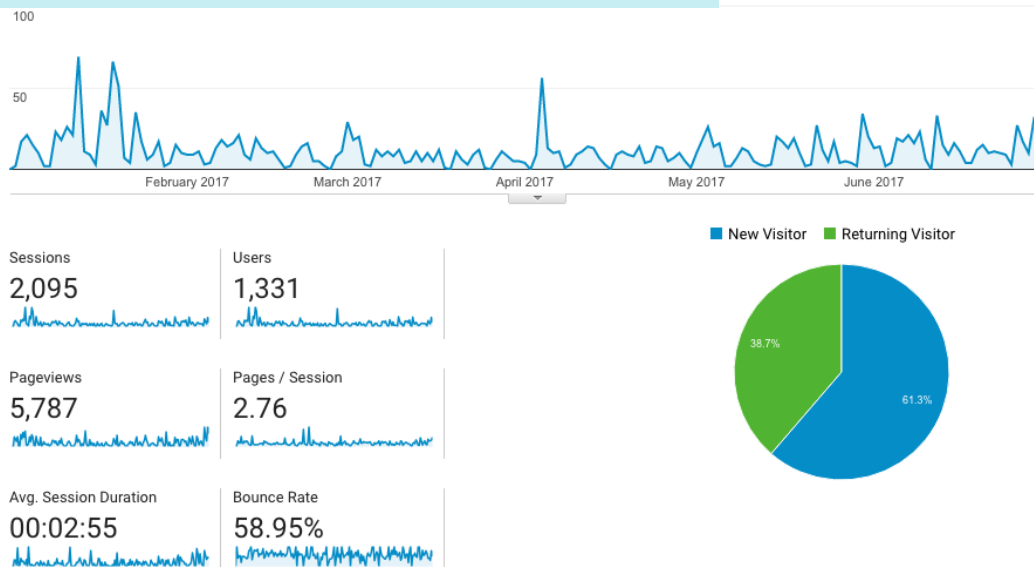 100
50
February 2017 March 2017 April 2017 May 2017 June 2017
New Visitor Returning Visitor
Sessions Users
2,095 1,331
Pageviews Pages / Session
5,787 2.76
Avg. Session Duration Bounce Rate
00:02:55 58.95%
38.7%
61.3%